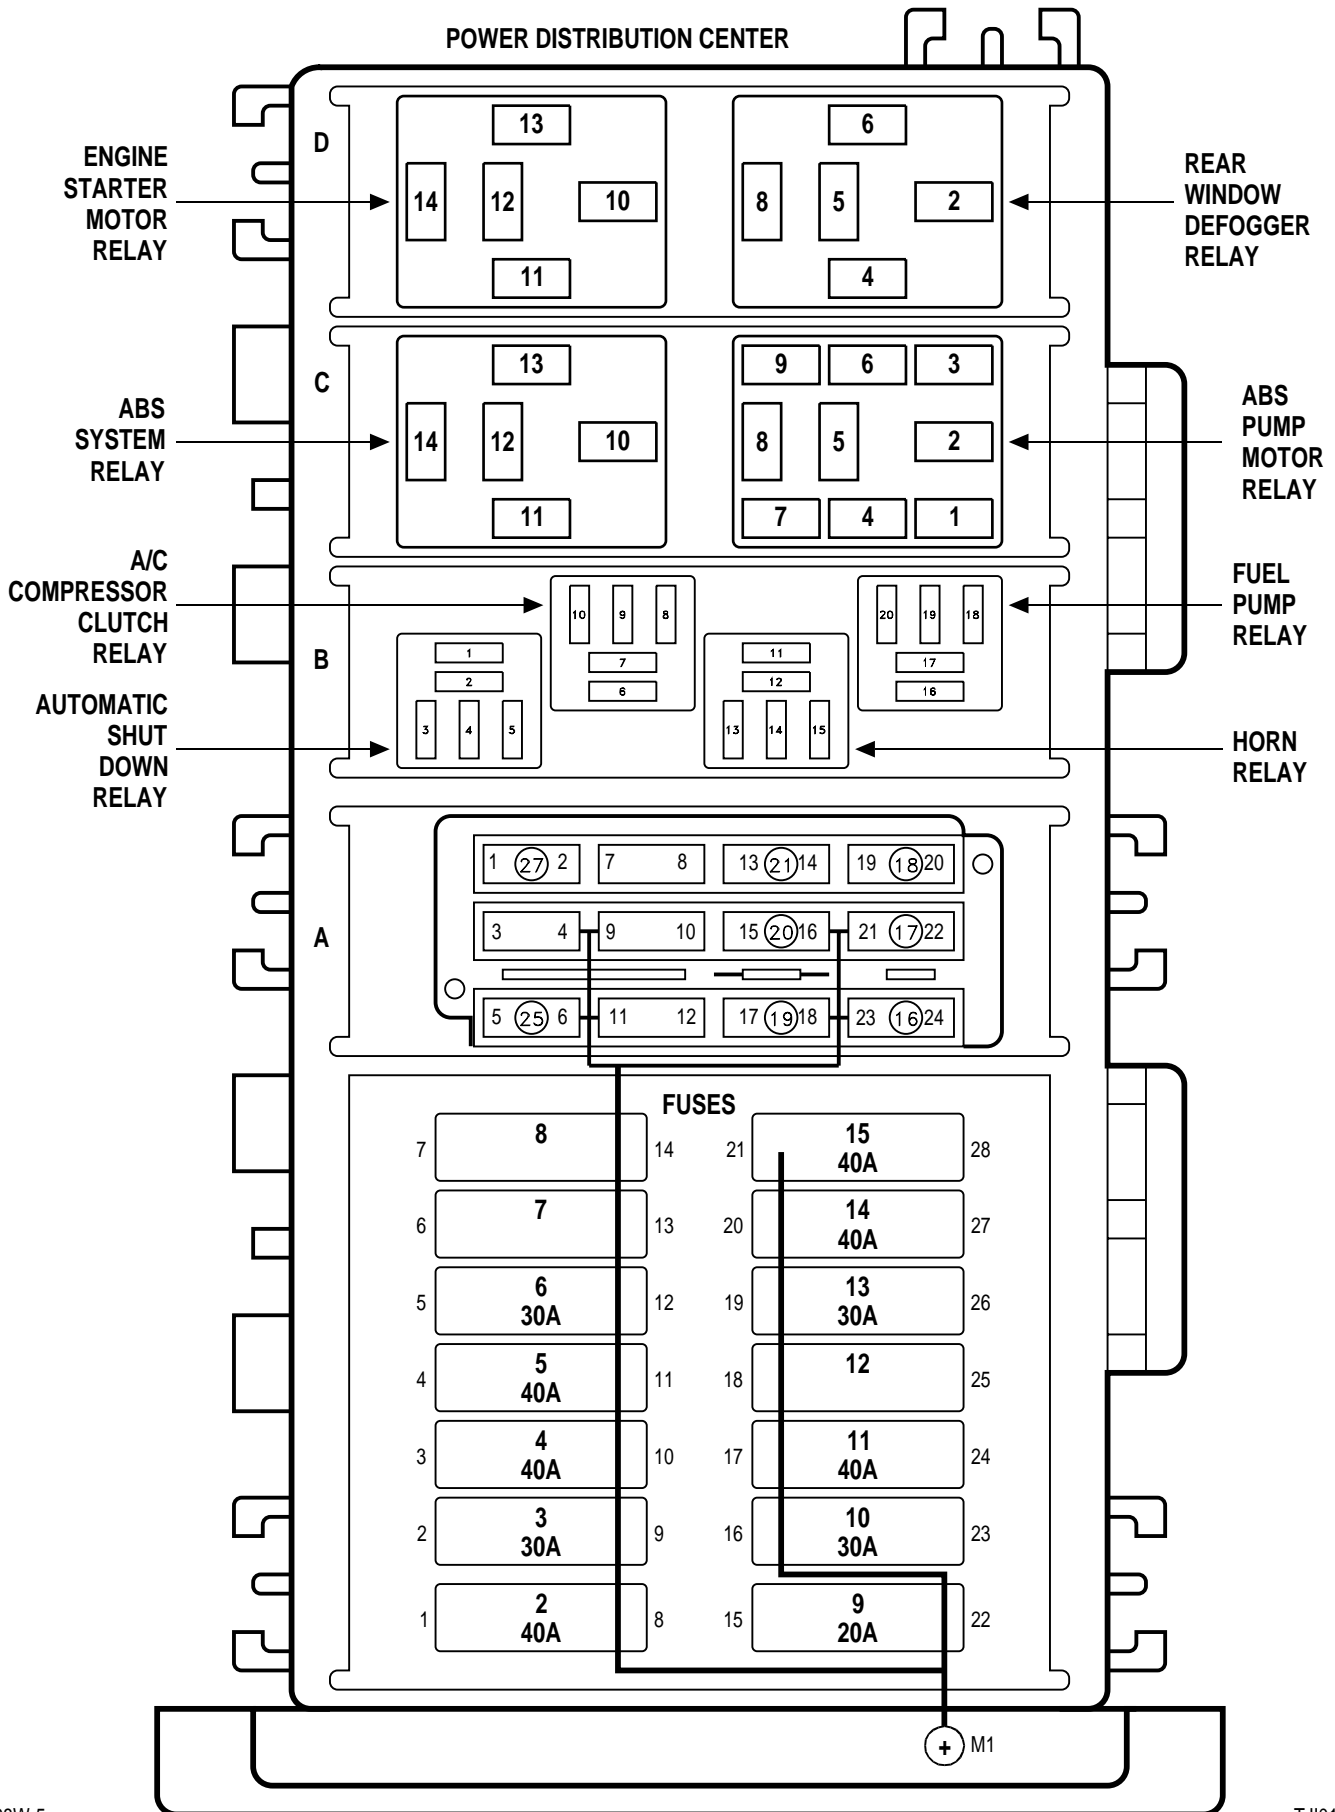 POWER DISTRIBUTION CENTER
D
13
14 12 10
11
6
8 5 2
4
ENGINE
STARTER
MOTOR
RELAY
REAR
WINDOW
DEFOGGER
RELAY
C
13
14 12 10
11
9 6 3
8 5 2
7 4 1
ABS
SYSTEM
RELAY
ABS
PUMP
MOTOR
RELAY
A/C
COMPRESSOR
CLUTCH
RELAY
FUEL
PUMP
RELAY
B
10 9 8
7
6
20 19 18
17
16
1
2
3 4 5
11
12
13 14 15
AUTOMATIC
SHUT
DOWN
RELAY
HORN
RELAY
A
1 27 2 7 8 13 21 14 19 18 20
3 4 9 10 15 20 16 21 17 22
5 25 6 11 12 17 19 18 23 16 24
FUSES
7 8 14 21 15 28
40A
6 7 13 20 14 27
40A
5 6 12 19 13 26
30A 30A
4 5 11 18 12 25
40A
3 4 10 17 11 24
40A 40A
2 3 9 16 10 23
30A 30A
1 2 8 15 9 22
40A 20A
+ M1